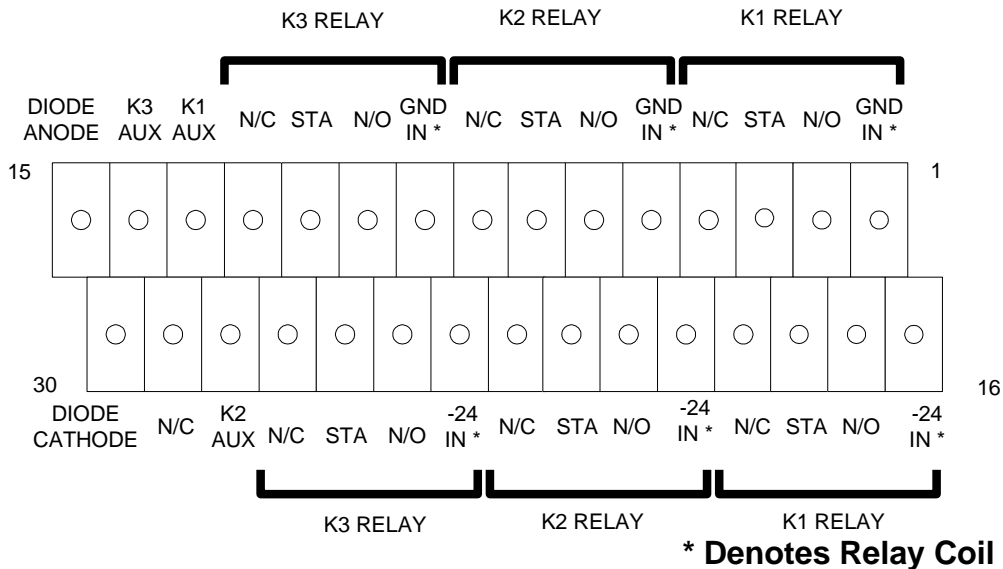 K3 RELAY K2 RELAY K1 RELAY
DIODE ANODE K3 AUX K1 AUX N/C STA N/O GND IN * N/C STA N/O GND IN * N/C STA N/O GND IN *
15 1
30 16
DIODE CATHODE N/C K2 AUX N/C STA N/O -24 IN * N/C STA N/O -24 IN * N/C STA N/O -24 IN *
K3 RELAY K2 RELAY K1 RELAY
* Denotes Relay Coil